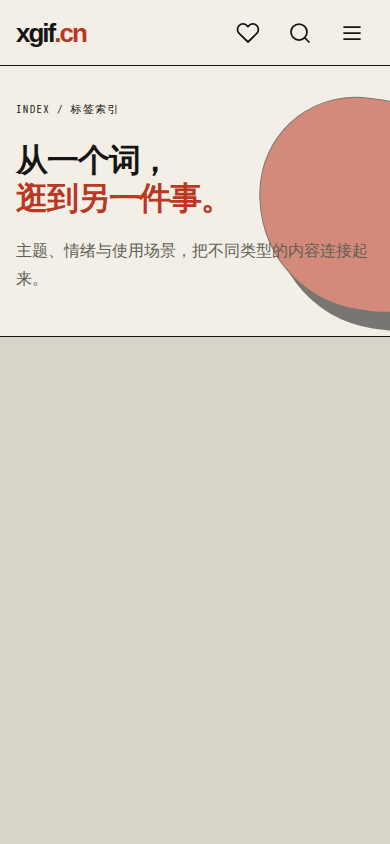 xgif.cn
INDEX / 标签索引
从一个词，
逛到另一件事。
主题、情绪与使用场景，把不同类型的内容连接起
来。